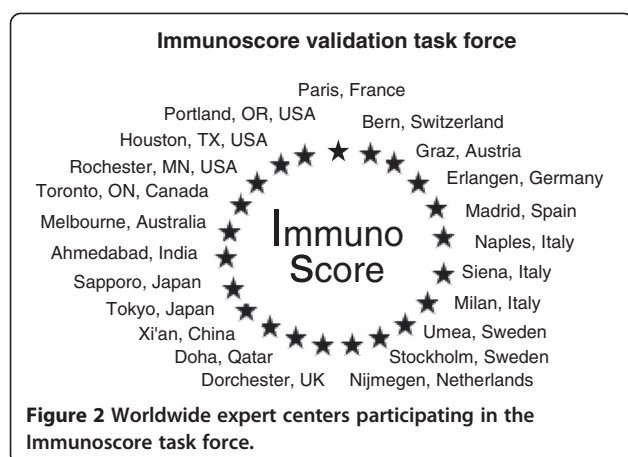 Immunoscore validation task force
Paris, France
Portland, OR, USA
Bern, Switzerland
Houston, TX, USA
Graz, Austria
Rochester, MN, USA
Erlangen, Germany
Toronto, ON, Canada
Madrid, Spain
Melbourne, Australia
Naples, Italy
Immuno
Score
Ahmedabad, India
Siena, Italy
Sapporo, Japan
Milan, Italy
Tokyo, Japan
Umea, Sweden
Xi'an, China
Stockholm, Sweden
Doha, Qatar
Nijmegen, Netherlands
Dorchester, UK
Figure 2 Worldwide expert centers participating in the
Immunoscore task force.